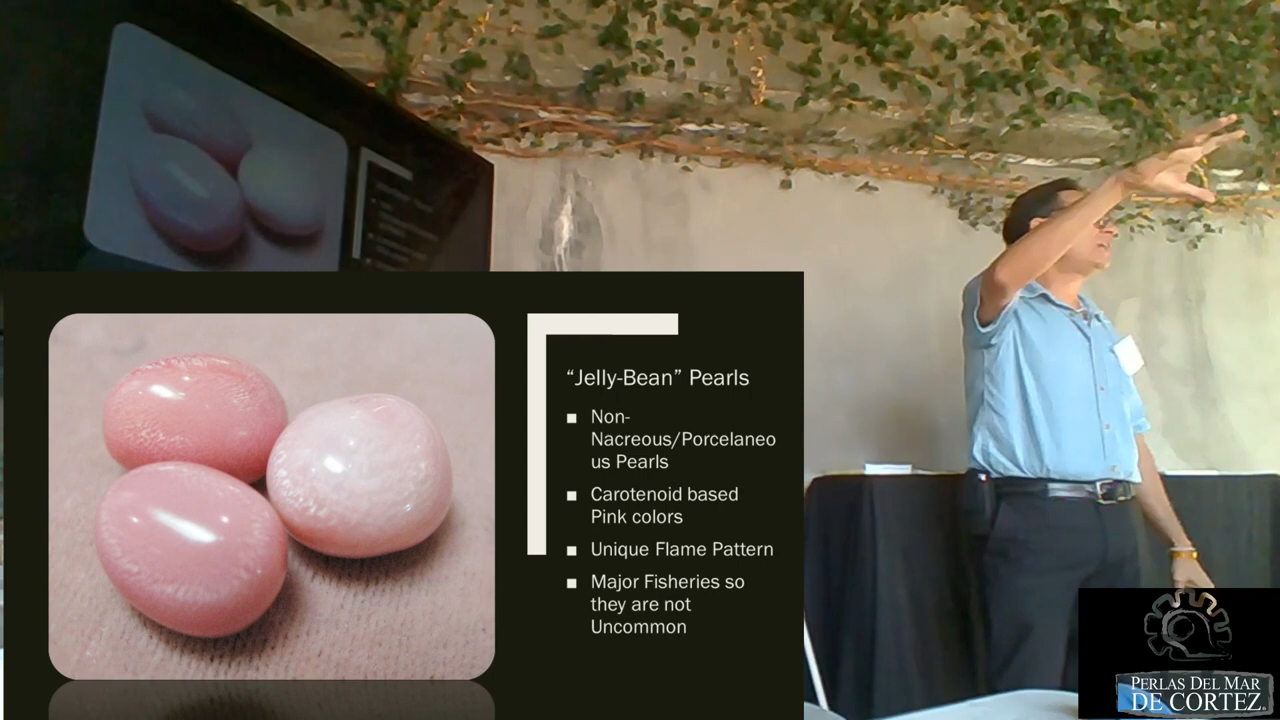 “Jelly-Bean” Pearls
■ Non-
Nacreous/Porcelaneo
us Pearls
■ Carotenoid based
Pink colors
■ Unique Flame Pattern
■ Major Fisheries so
they are not
Uncommon
PERLAS DEL MAR
DE CORTEZ®